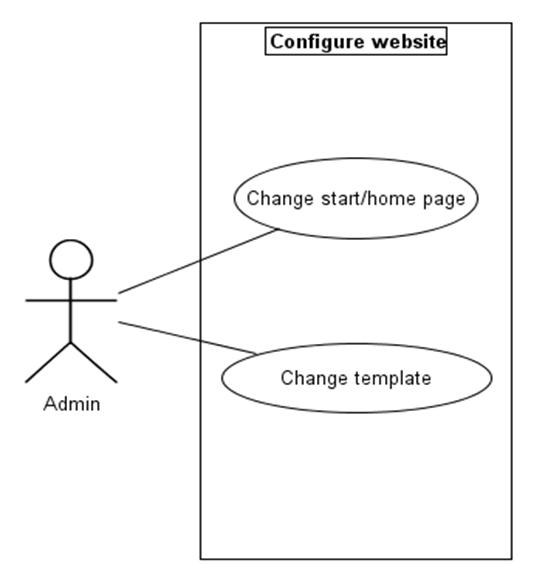 Configure website
Change start/home page
Change template
Admin